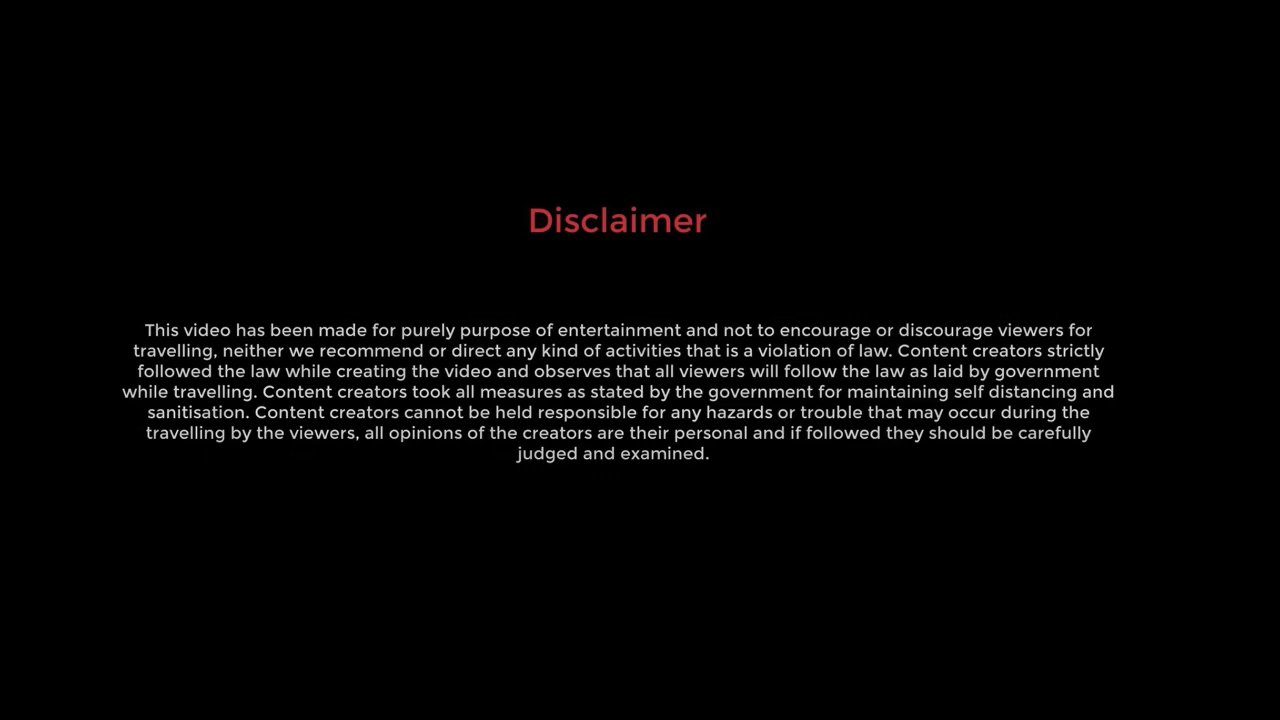 Disclaimer
This video has been made for purely purpose of entertainment and not to encourage or discourage viewers for
travelling, neither we recommend or direct any kind of activities that is a violation of law. Content creators strictly
followed the law while creating the video and observes that all viewers will follow the law as laid by government
while travelling. Content creators took all measures as stated by the government for maintaining self distancing and
sanitisation. Content creators cannot be held responsible for any hazards or trouble that may occur during the
travelling by the viewers, all opinions of the creators are their personal and if followed they should be carefully
judged and examined.